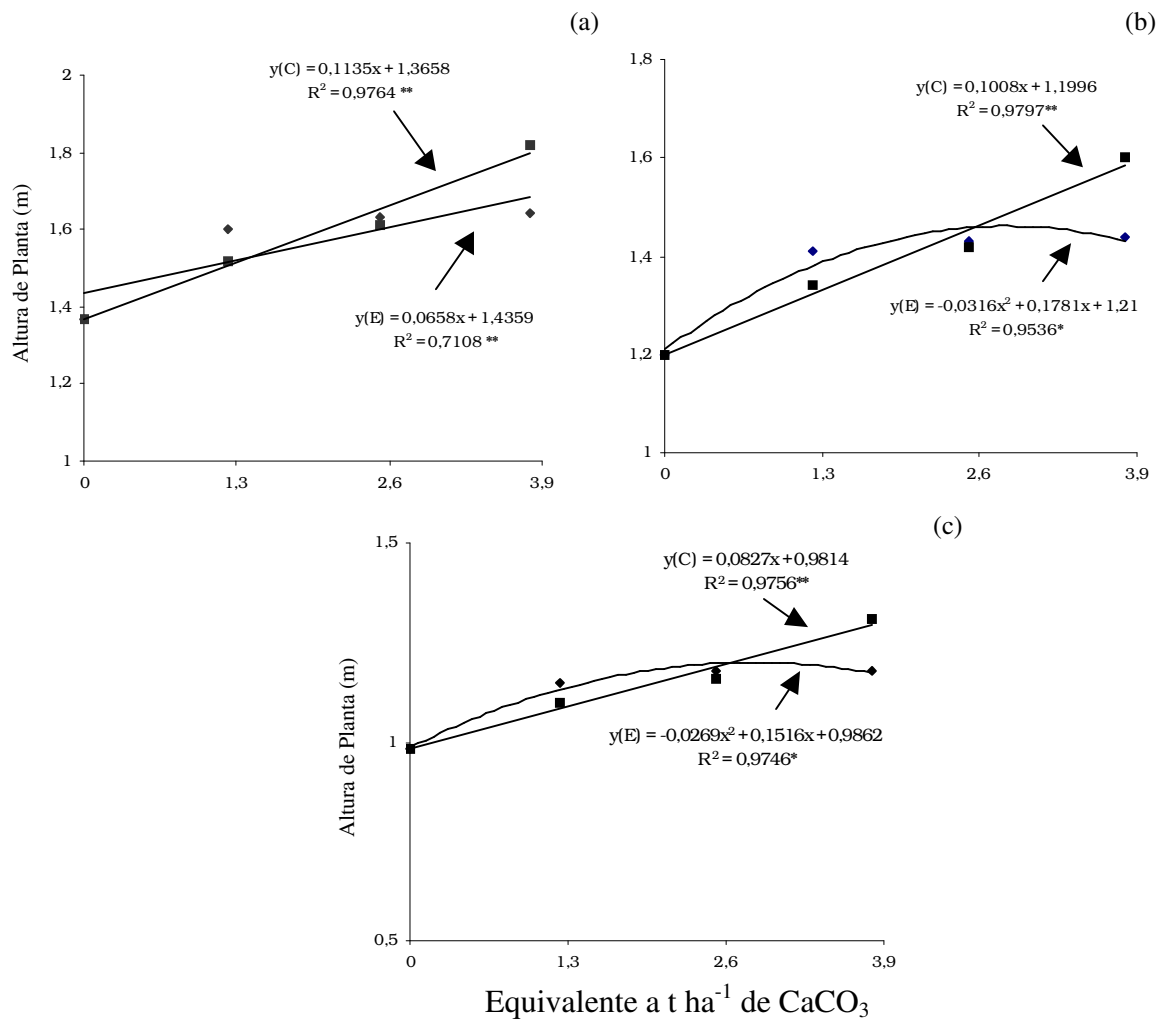 (a)
y(C) = 0,1135x + 1,3658
R² = 0,9764 **
y(E) = 0,0658x + 1,4359
R² = 0,7108 **
Altura de Planta (m)
2
1,8
1,6
1,4
1,2
1
0
1,3
2,6
3,9
(b)
y(C) = 0,1008x + 1,1996
R² = 0,9797**
y(E) = -0,0316x² + 0,1781x + 1,21
R² = 0,9536*
1,8
1,6
1,4
1,2
1
0
1,3
2,6
3,9
(c)
y(C) = 0,0827x + 0,9814
R² = 0,9756**
y(E) = -0,0269x² + 0,1516x + 0,9862
R² = 0,9746*
Altura de Planta (m)
1,5
1
0,5
0
1,3
2,6
3,9
Equivalente a t ha⁻¹ de CaCO₃